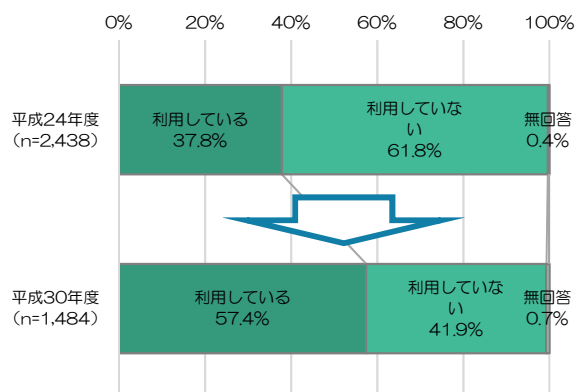 0% 20% 40% 60% 80% 100%
平成24年度
（n=2,438）
利用している
37.8%
利用していな
い
61.8%
無回答
0.4%
平成30年度
（n=1,484）
利用している
57.4%
利用していな
い
41.9%
無回答
0.7%